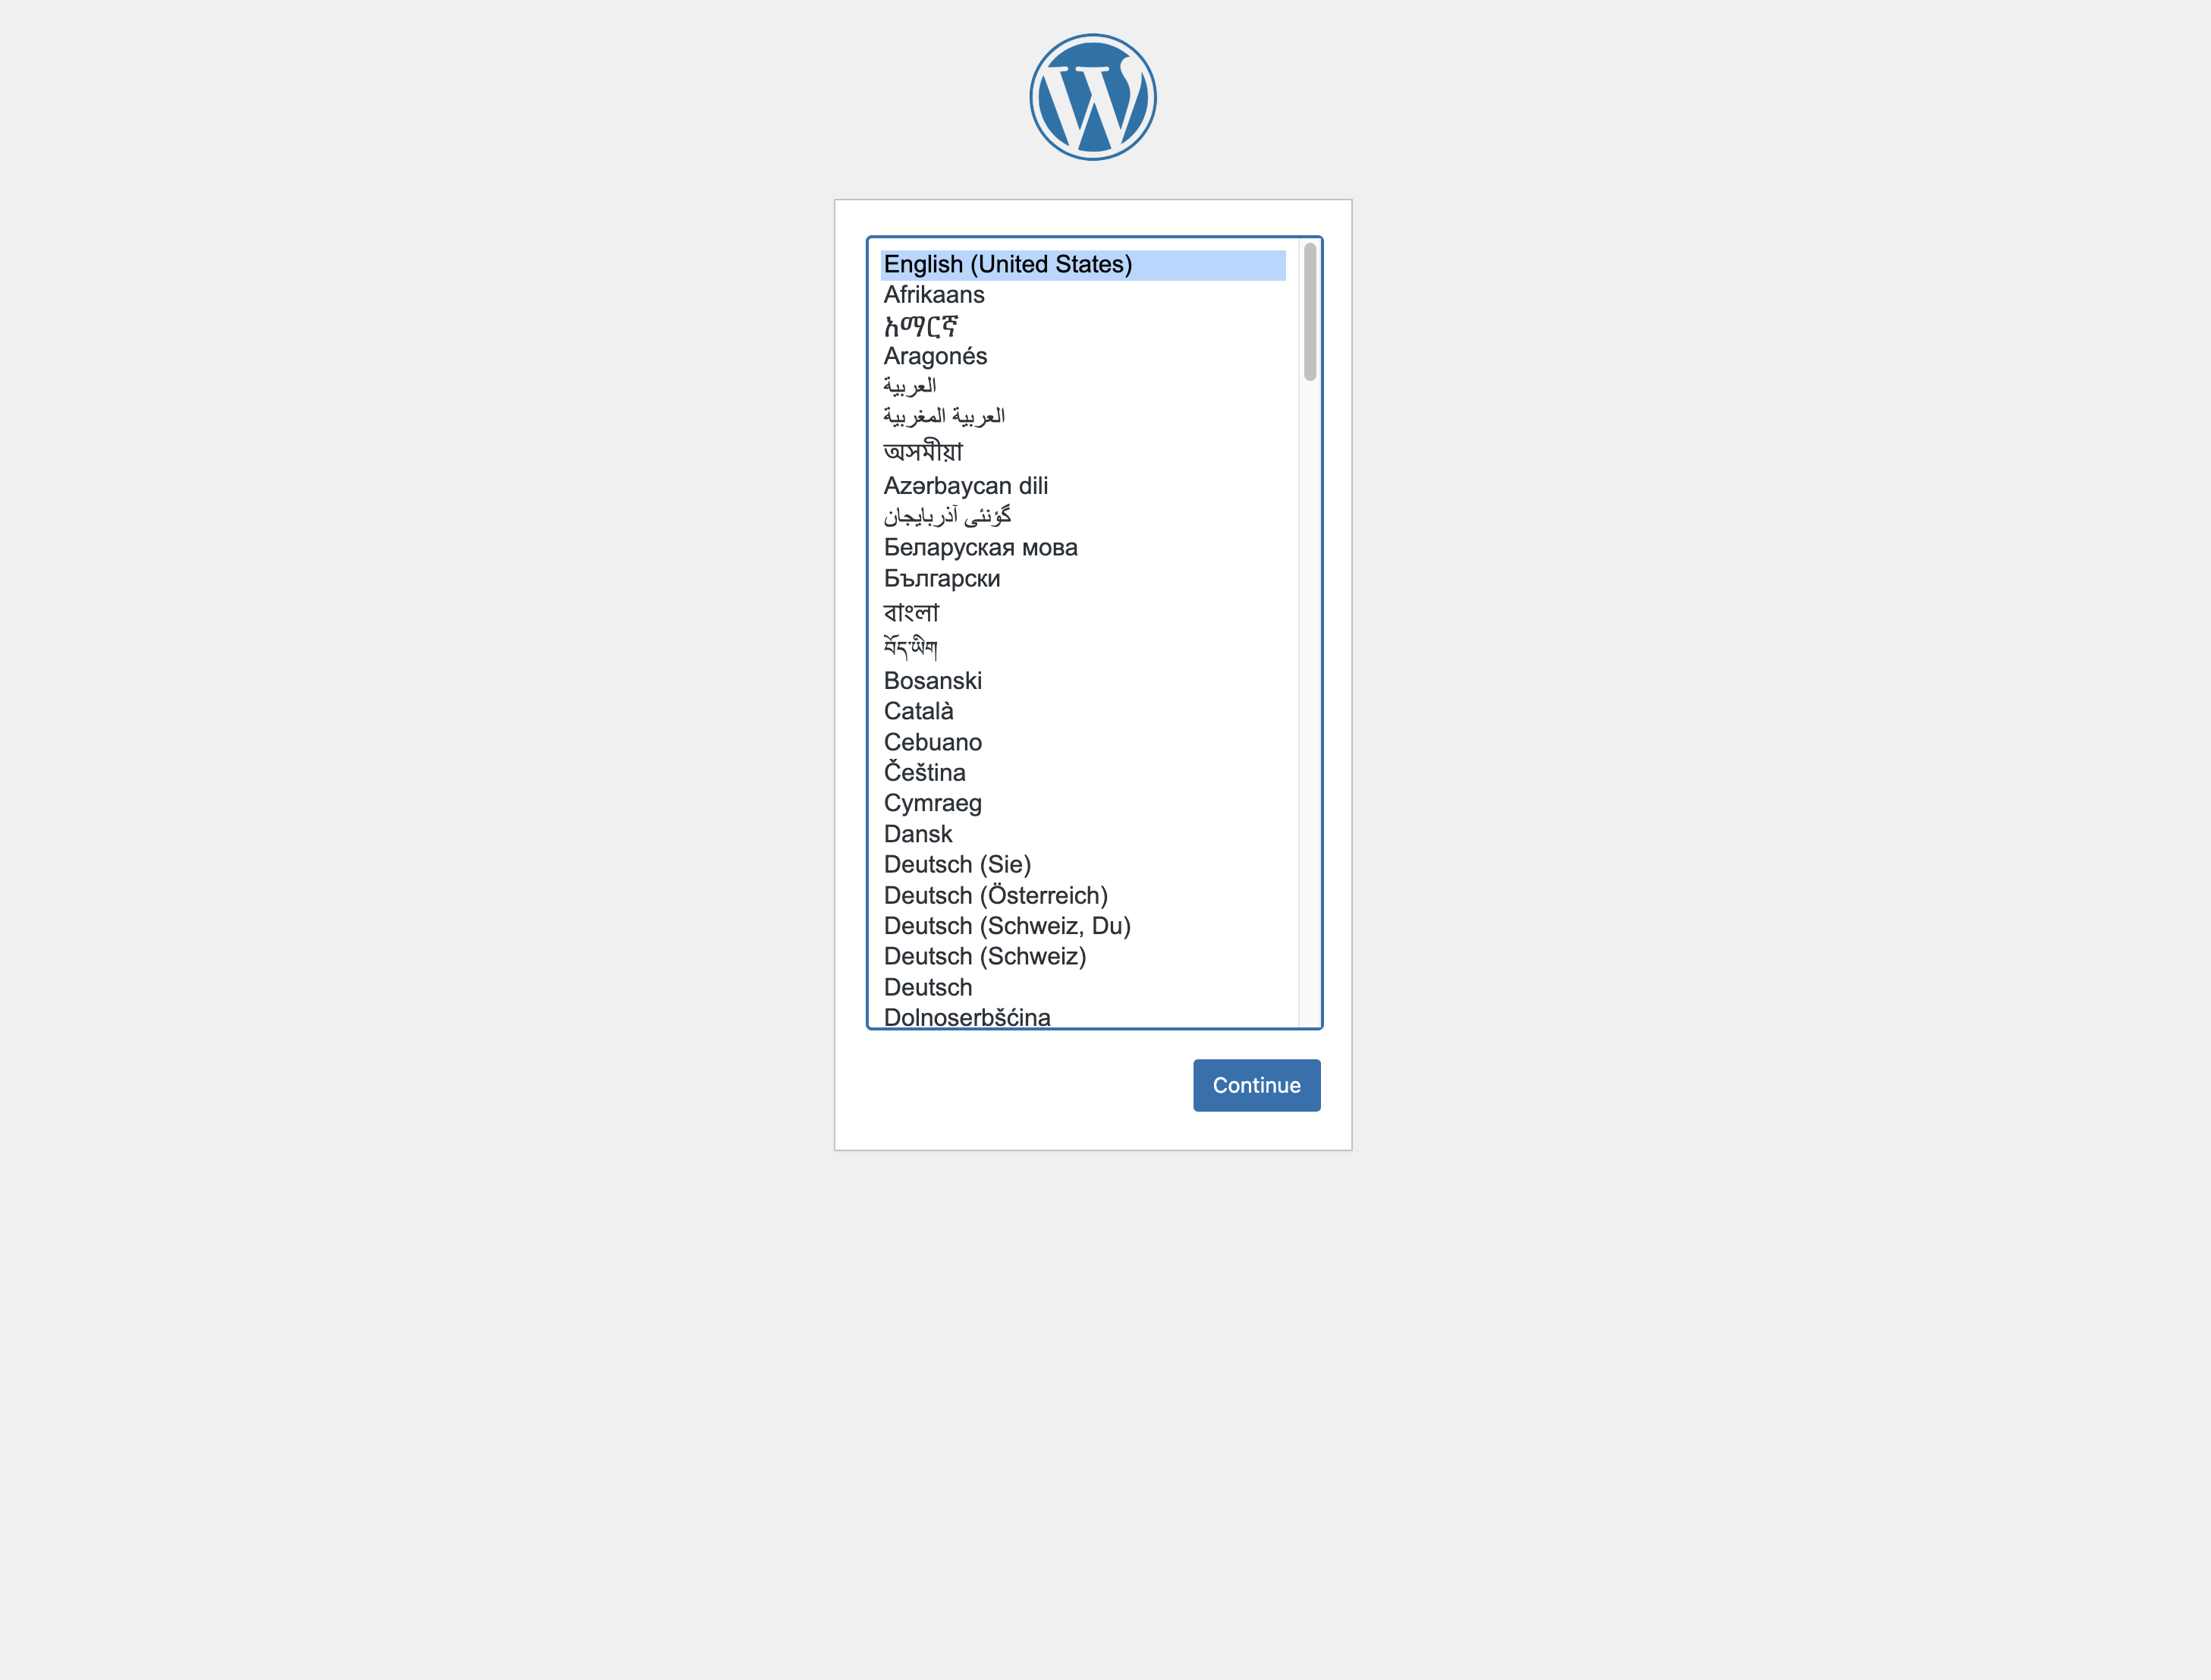 English (United States)
Afrikaans
አማርኛ
Aragonés
العربية
العربية المغربية
অসমীয়া
Azərbaycan dili
گؤنئی آذربایجان
Беларуская мова
Български
বাংলা
བོད་ཡིག
Bosanski
Català
Cebuano
Čeština
Cymraeg
Dansk
Deutsch (Sie)
Deutsch (Österreich)
Deutsch (Schweiz, Du)
Deutsch (Schweiz)
Deutsch
Dolnoserbšćina
Continue